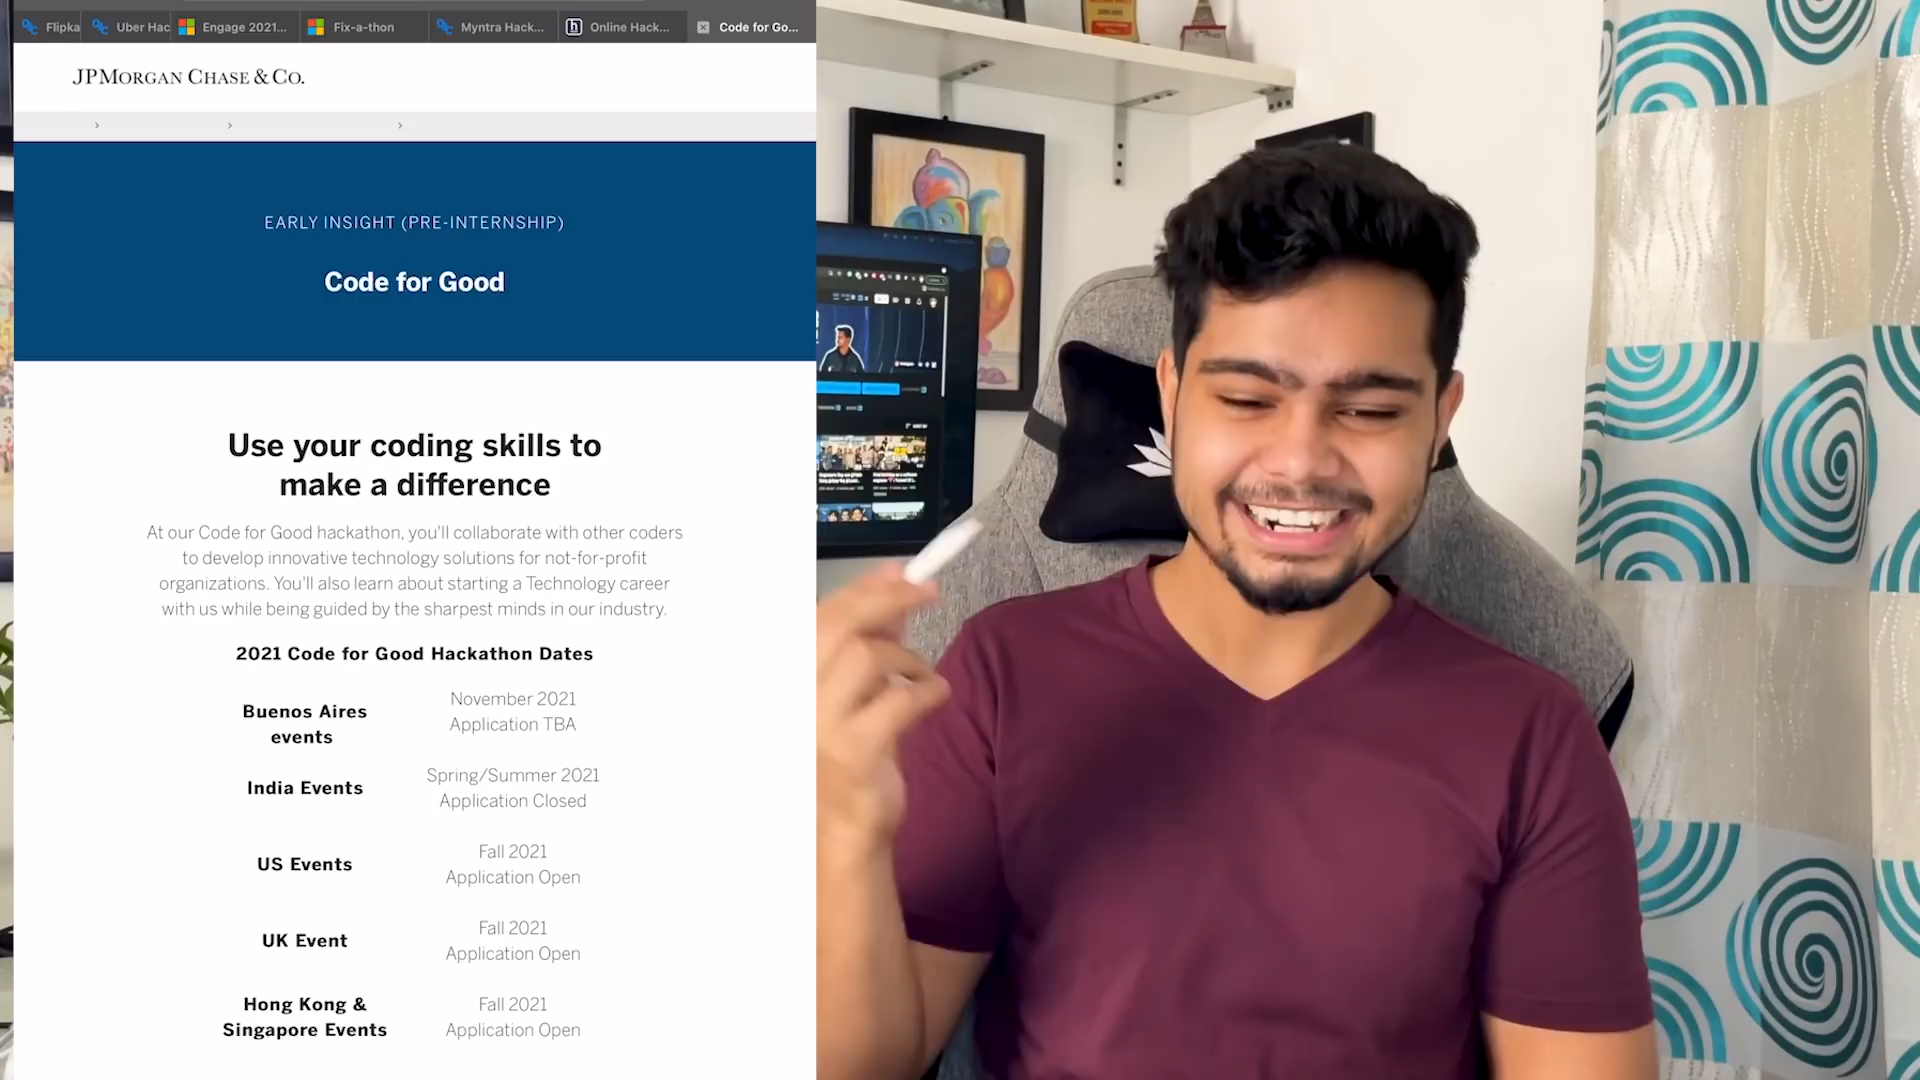 Flipka
Uber Hac
Engage 2021...
Fix-a-thon
Myntra Hack...
Online Hack...
Code for Go...
JPMORGAN CHASE & CO.
EARLY INSIGHT (PRE-INTERNSHIP)
Code for Good
Use your coding skills to
make a difference
At our Code for Good hackathon, you'll collaborate with other coders
to develop innovative technology solutions for not-for-profit
organizations. You'll also learn about starting a Technology career
with us while being guided by the sharpest minds in our industry.
2021 Code for Good Hackathon Dates
Buenos Aires
events
November 2021
Application TBA
India Events
Spring/Summer 2021
Application Closed
US Events
Fall 2021
Application Open
UK Event
Fall 2021
Application Open
Hong Kong &
Singapore Events
Fall 2021
Application Open